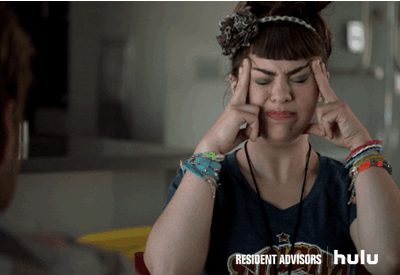 RESIDENT ADVISORS | hulu